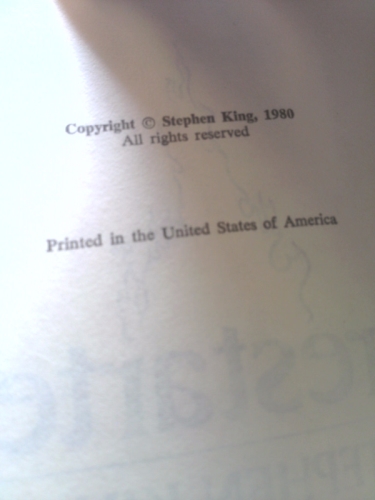 Copyright © Stephen King, 1980
All rights reserved
Printed in the United States of America